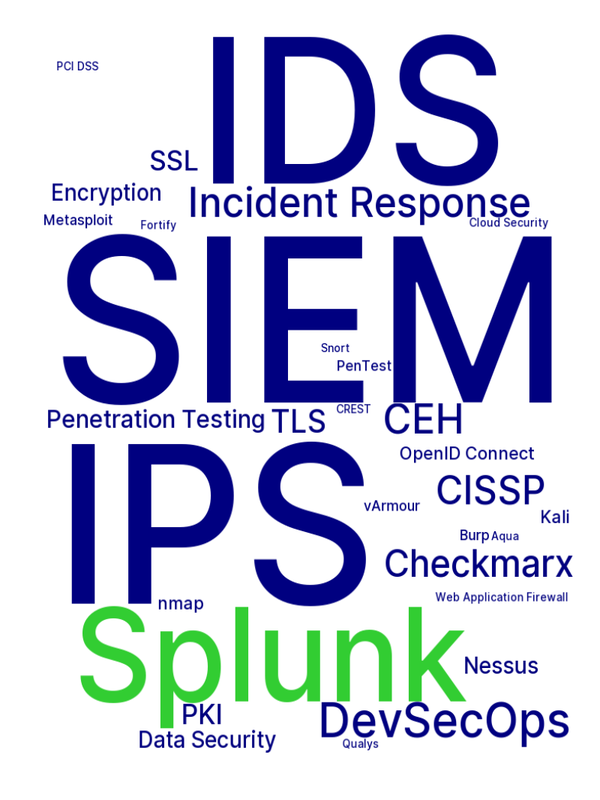 IDS
PCI DSS
SSL
Encryption
Incident Response
Metasploit
Fortify
Cloud Security
SIEM
Snort
PenTest
CREST
Penetration Testing
TLS
CEH
OpenID Connect
IPS
CISSP
vArmour
Kali
Burp
Aqua
Checkmarx
Web Application Firewall
nmap
Splunk
Nessus
PKI
DevSecOps
Data Security
Qualys